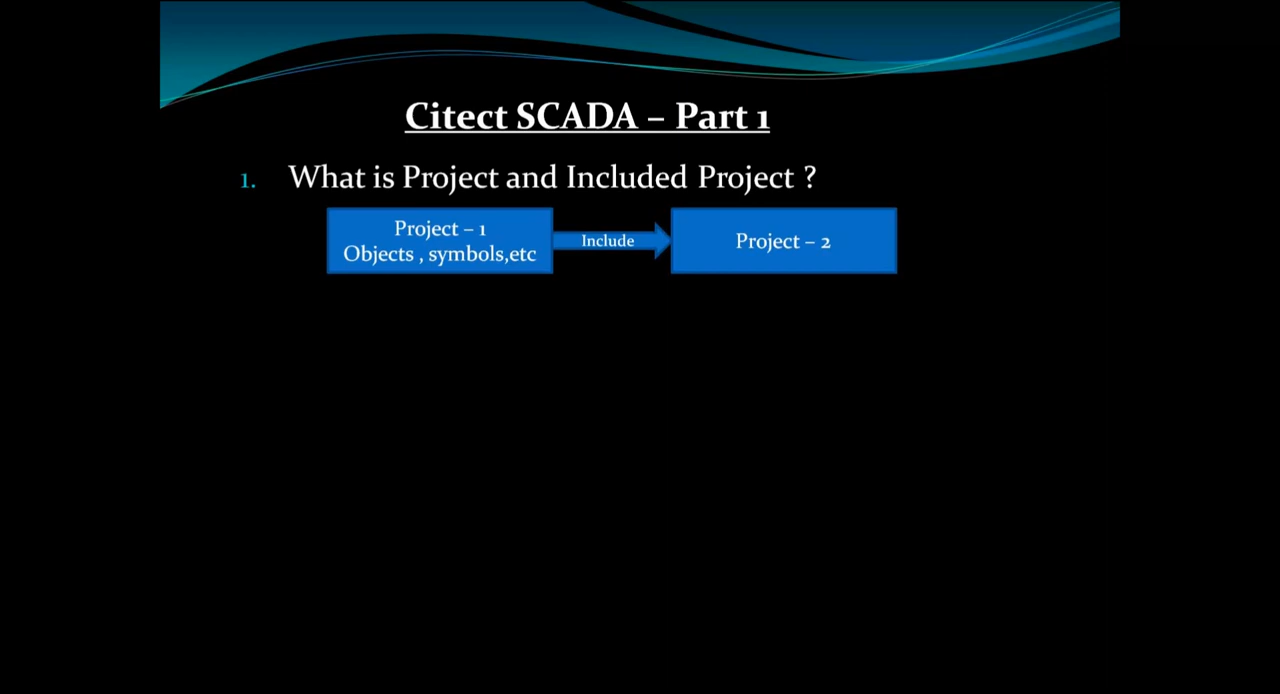 Citect SCADA – Part 1
1. What is Project and Included Project ?
Project – 1
Objects , symbols,etc
Include
Project – 2